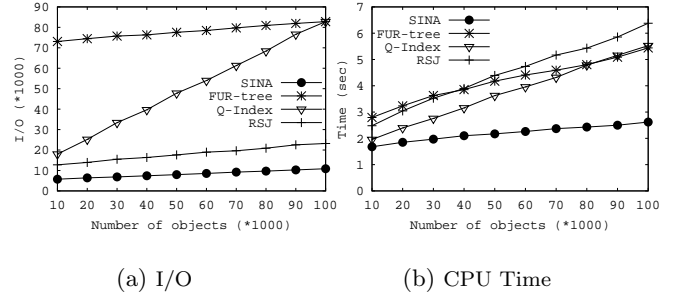 90
80
70
60
50
40
30
20
10
0
I/O (*1000)
SINA
FUR-tree
Q-Index
RSJ
10 20 30 40 50 60 70 80 90 100
Number of objects (*1000)
(a) I/O
7
6
5
4
3
2
1
0
Time (sec)
SINA
FUR-tree
Q-Index
RSJ
10 20 30 40 50 60 70 80 90 100
Number of objects (*1000)
(b) CPU Time